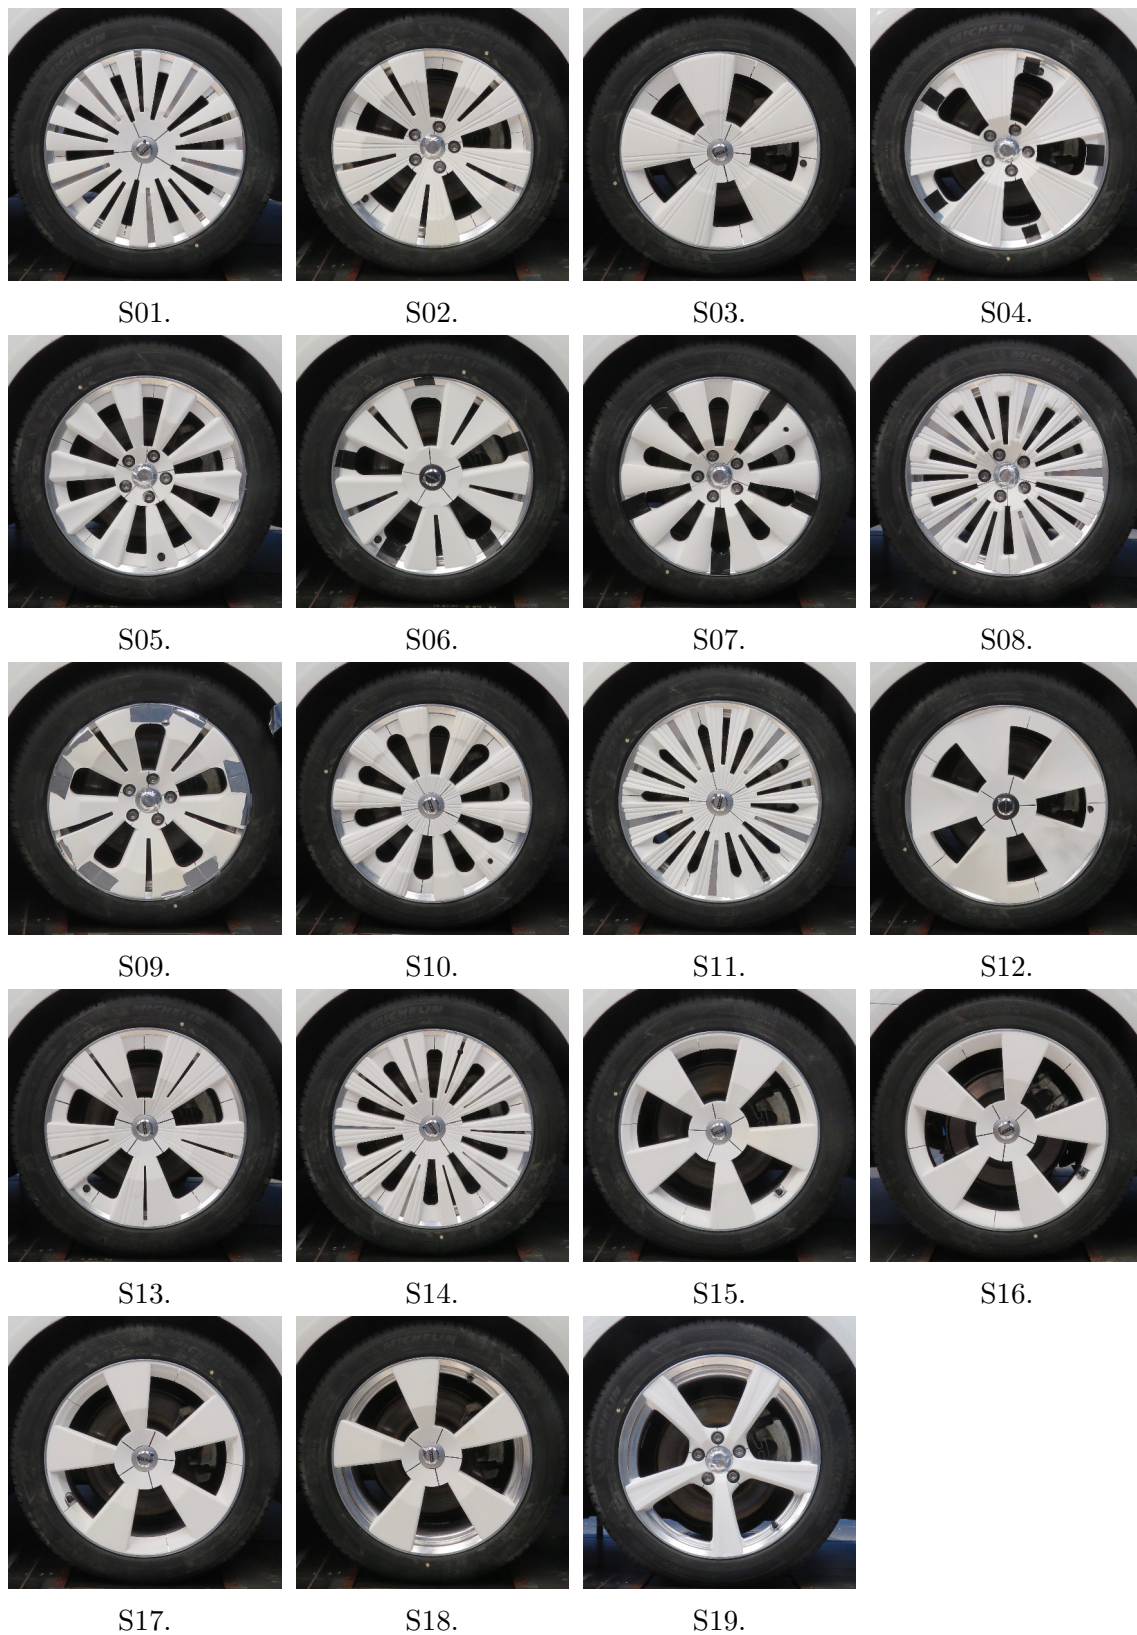 S01.
S02.
S03.
S04.
S05.
S06.
S07.
S08.
S09.
S10.
S11.
S12.
S13.
S14.
S15.
S16.
S17.
S18.
S19.